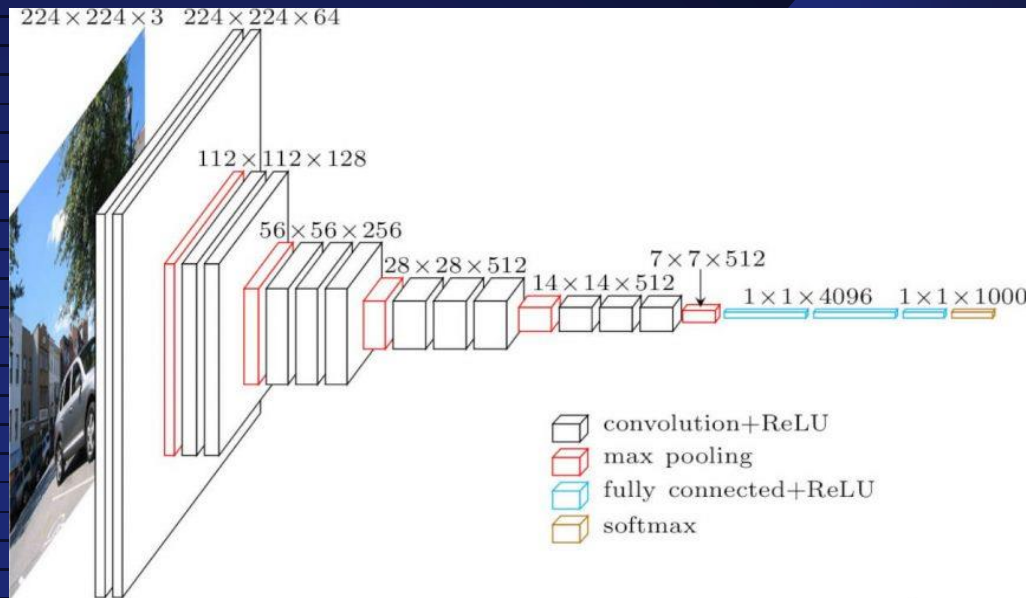 224×224×3 224×224×64
112×112×128
56×56×256
28×28×512
14×14×512
7×7×512
1×1×4096 1×1×1000
convolution+ReLU
max pooling
fully connected+ReLU
softmax